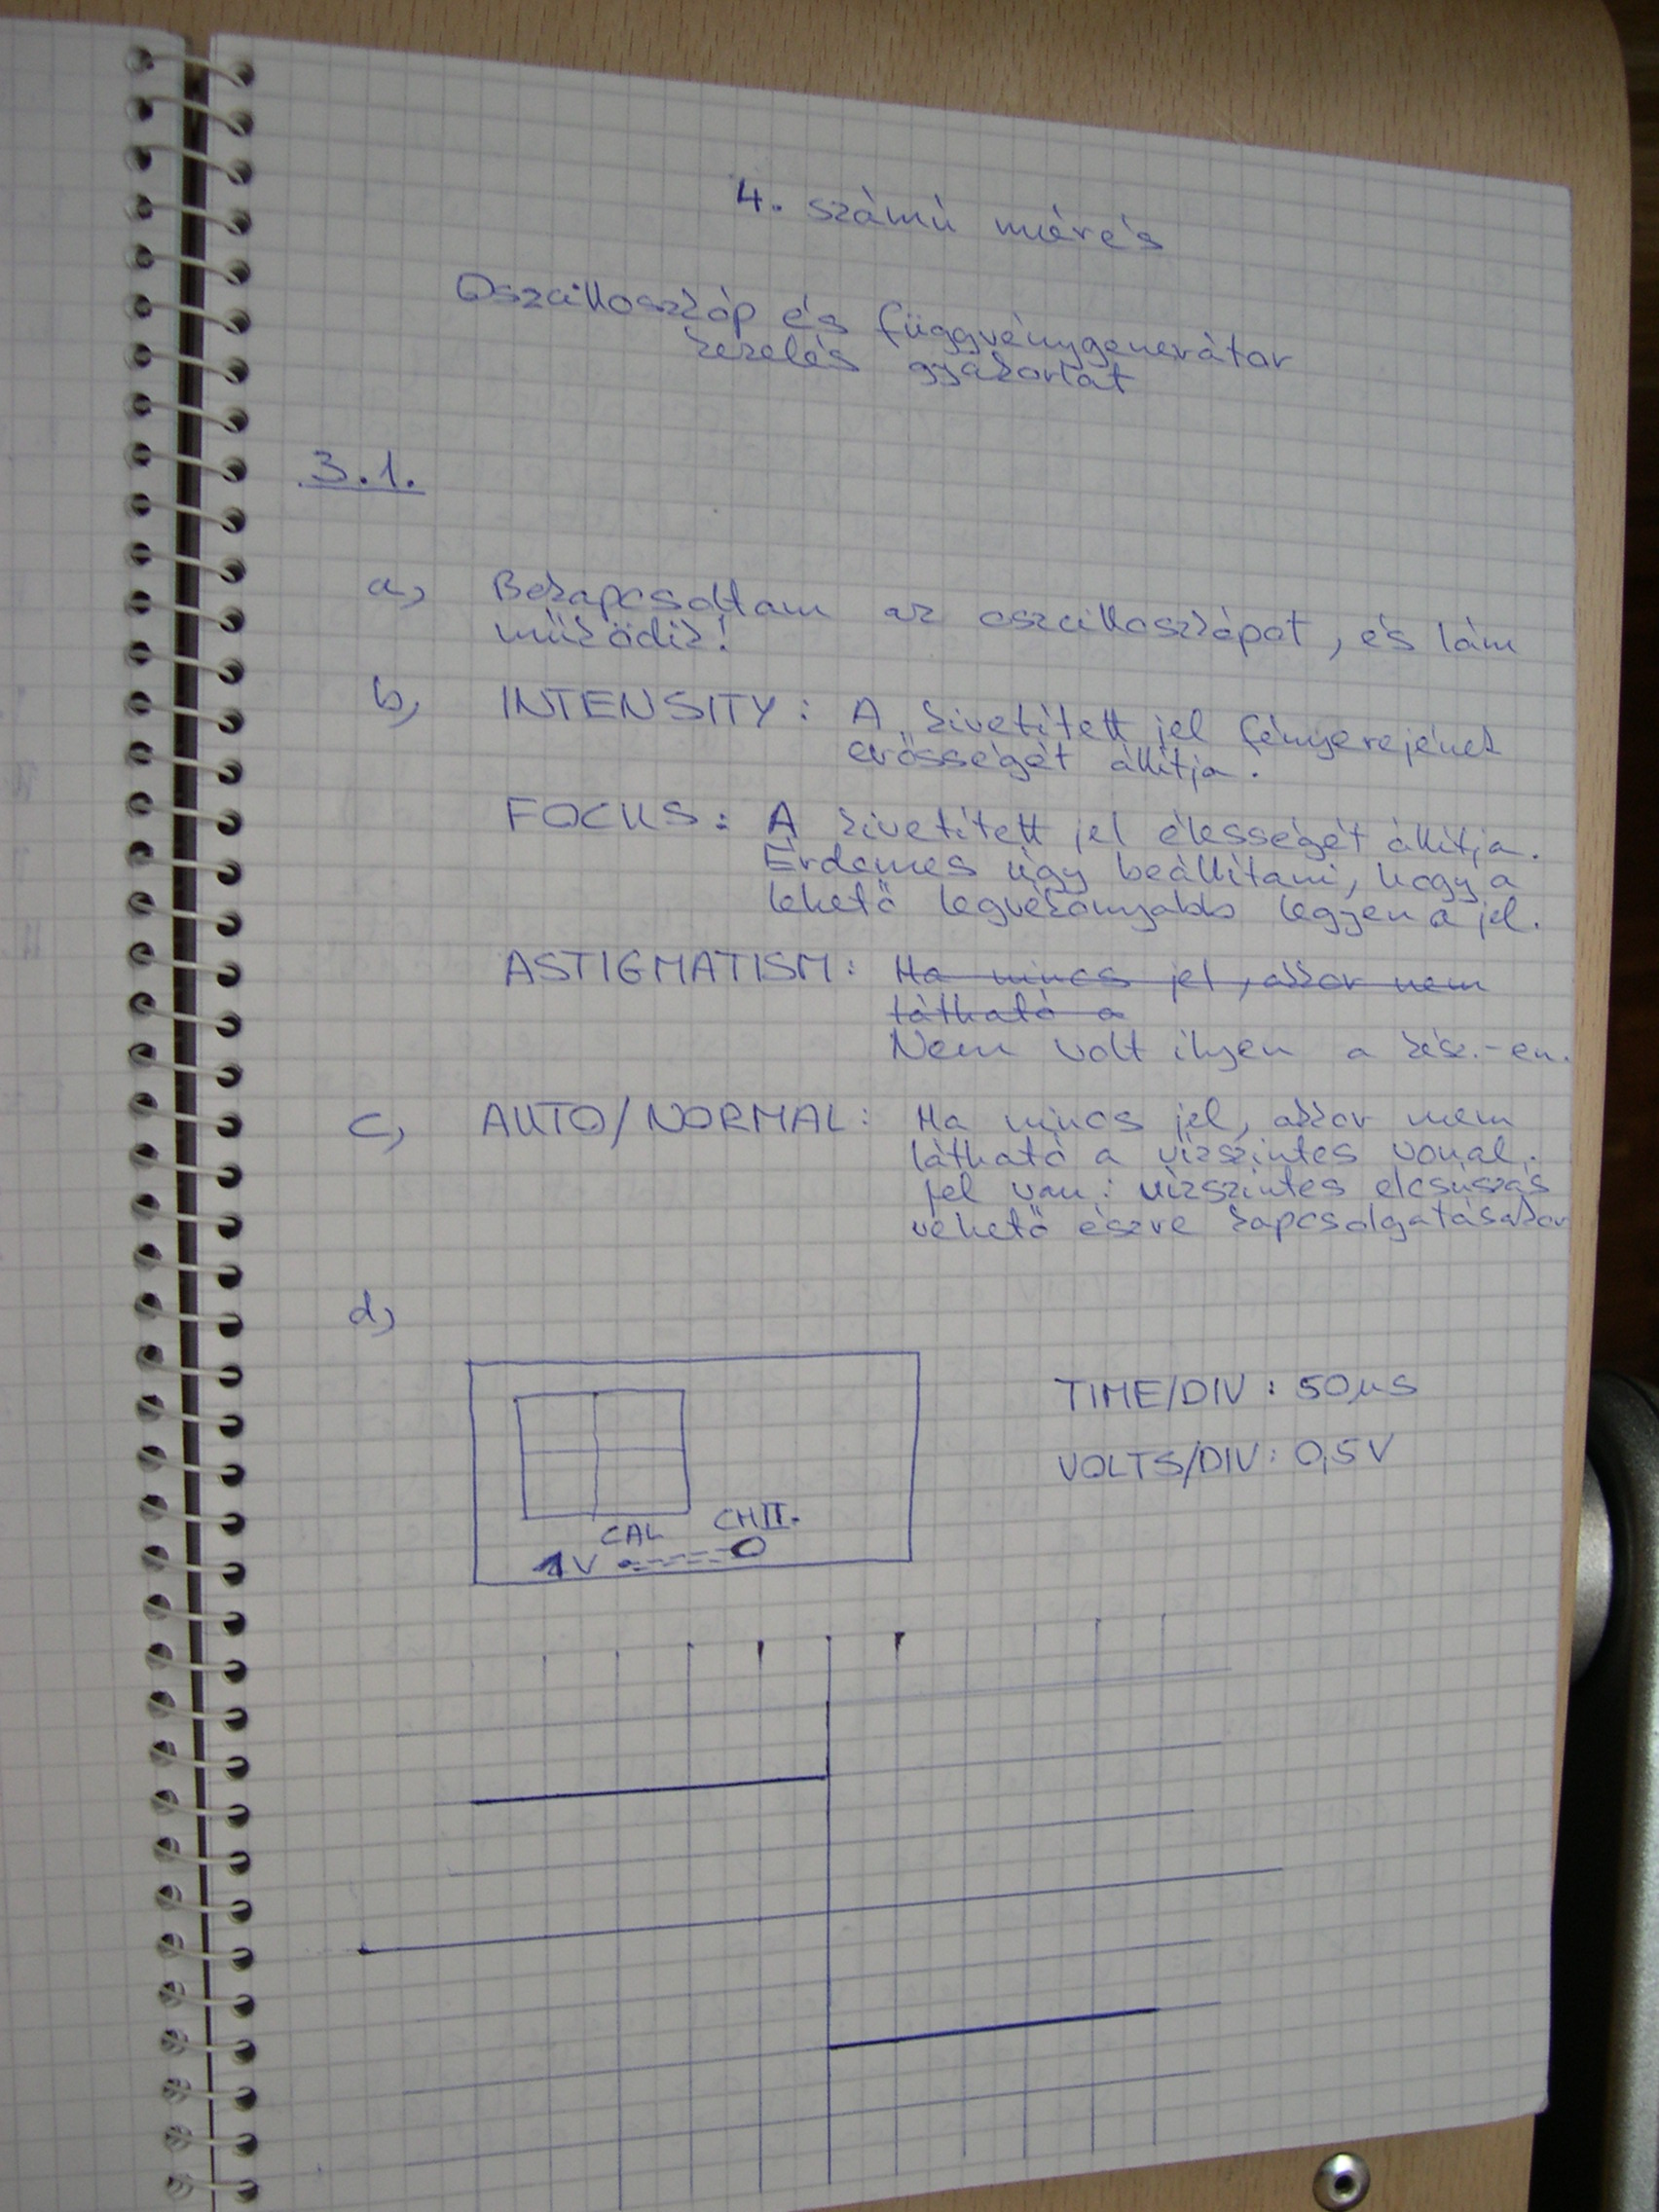 4. számú mérés
Oszcilloszkóp és függvénygenerátor
kezelés gyakorlat
3.1.
a, Bekapcsoltam az oszcilloszkópot, és lám
működik!
b, INTENSITY: A kivetített jel fényerejének
erősségét állítja.
FOCUS: A kivetített jel élességét állítja.
Érdemes úgy beállítani, hogy a
lehető legvékonyabb legyen a jel.
ASTIGMATISM: Ha nincs jel, akkor nem
látható a
Nem volt ilyen a kész.-en.
c, AUTO/NORMAL: Ha nincs jel, akkor nem
látható a vízszintes vonal.
jel van: vízszintes elcsúszás
vehető észre kapcsolgatásakor
d,
TIME/DIV: 50µs
VOLTS/DIV: 0,5V
CAL CHII.
1V